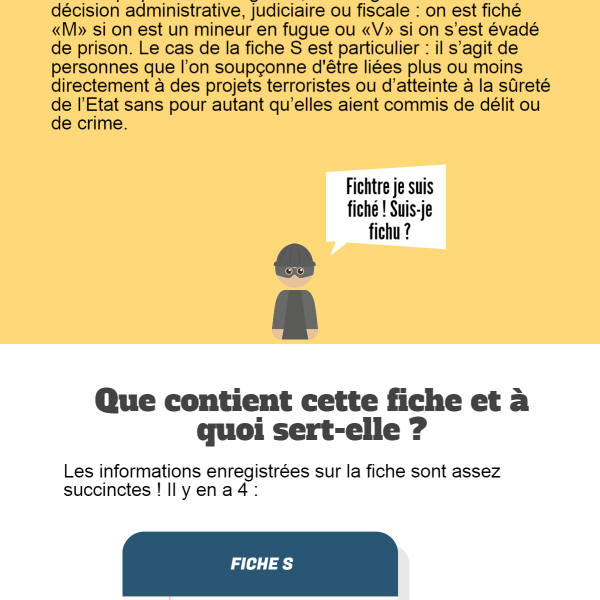 décision administrative, judiciaire ou fiscale : on est fiché
«M» si on est un mineur en fugue ou «V» si on s’est évadé
de prison. Le cas de la fiche S est particulier : il s’agit de
personnes que l’on soupçonne d'être liées plus ou moins
directement à des projets terroristes ou d’atteinte à la sûreté
de l’Etat sans pour autant qu’elles aient commis de délit ou
de crime.
Fichtre je suis
fiché ! Suis-je
fichu ?
Que contient cette fiche et à
quoi sert-elle ?
Les informations enregistrées sur la fiche sont assez
succinctes ! Il y en a 4 :
FICHE S